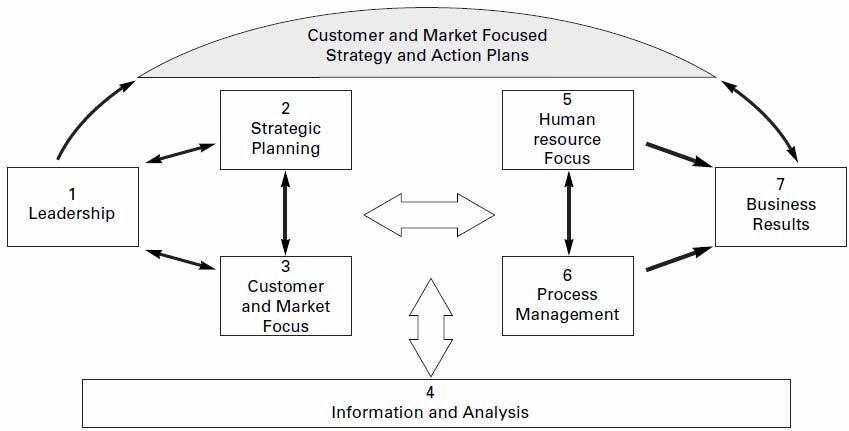 Customer and Market Focused
Strategy and Action Plans
1
Leadership
2
Strategic
Planning
3
Customer
and Market
Focus
5
Human
resource
Focus
6
Process
Management
7
Business
Results
4
Information and Analysis